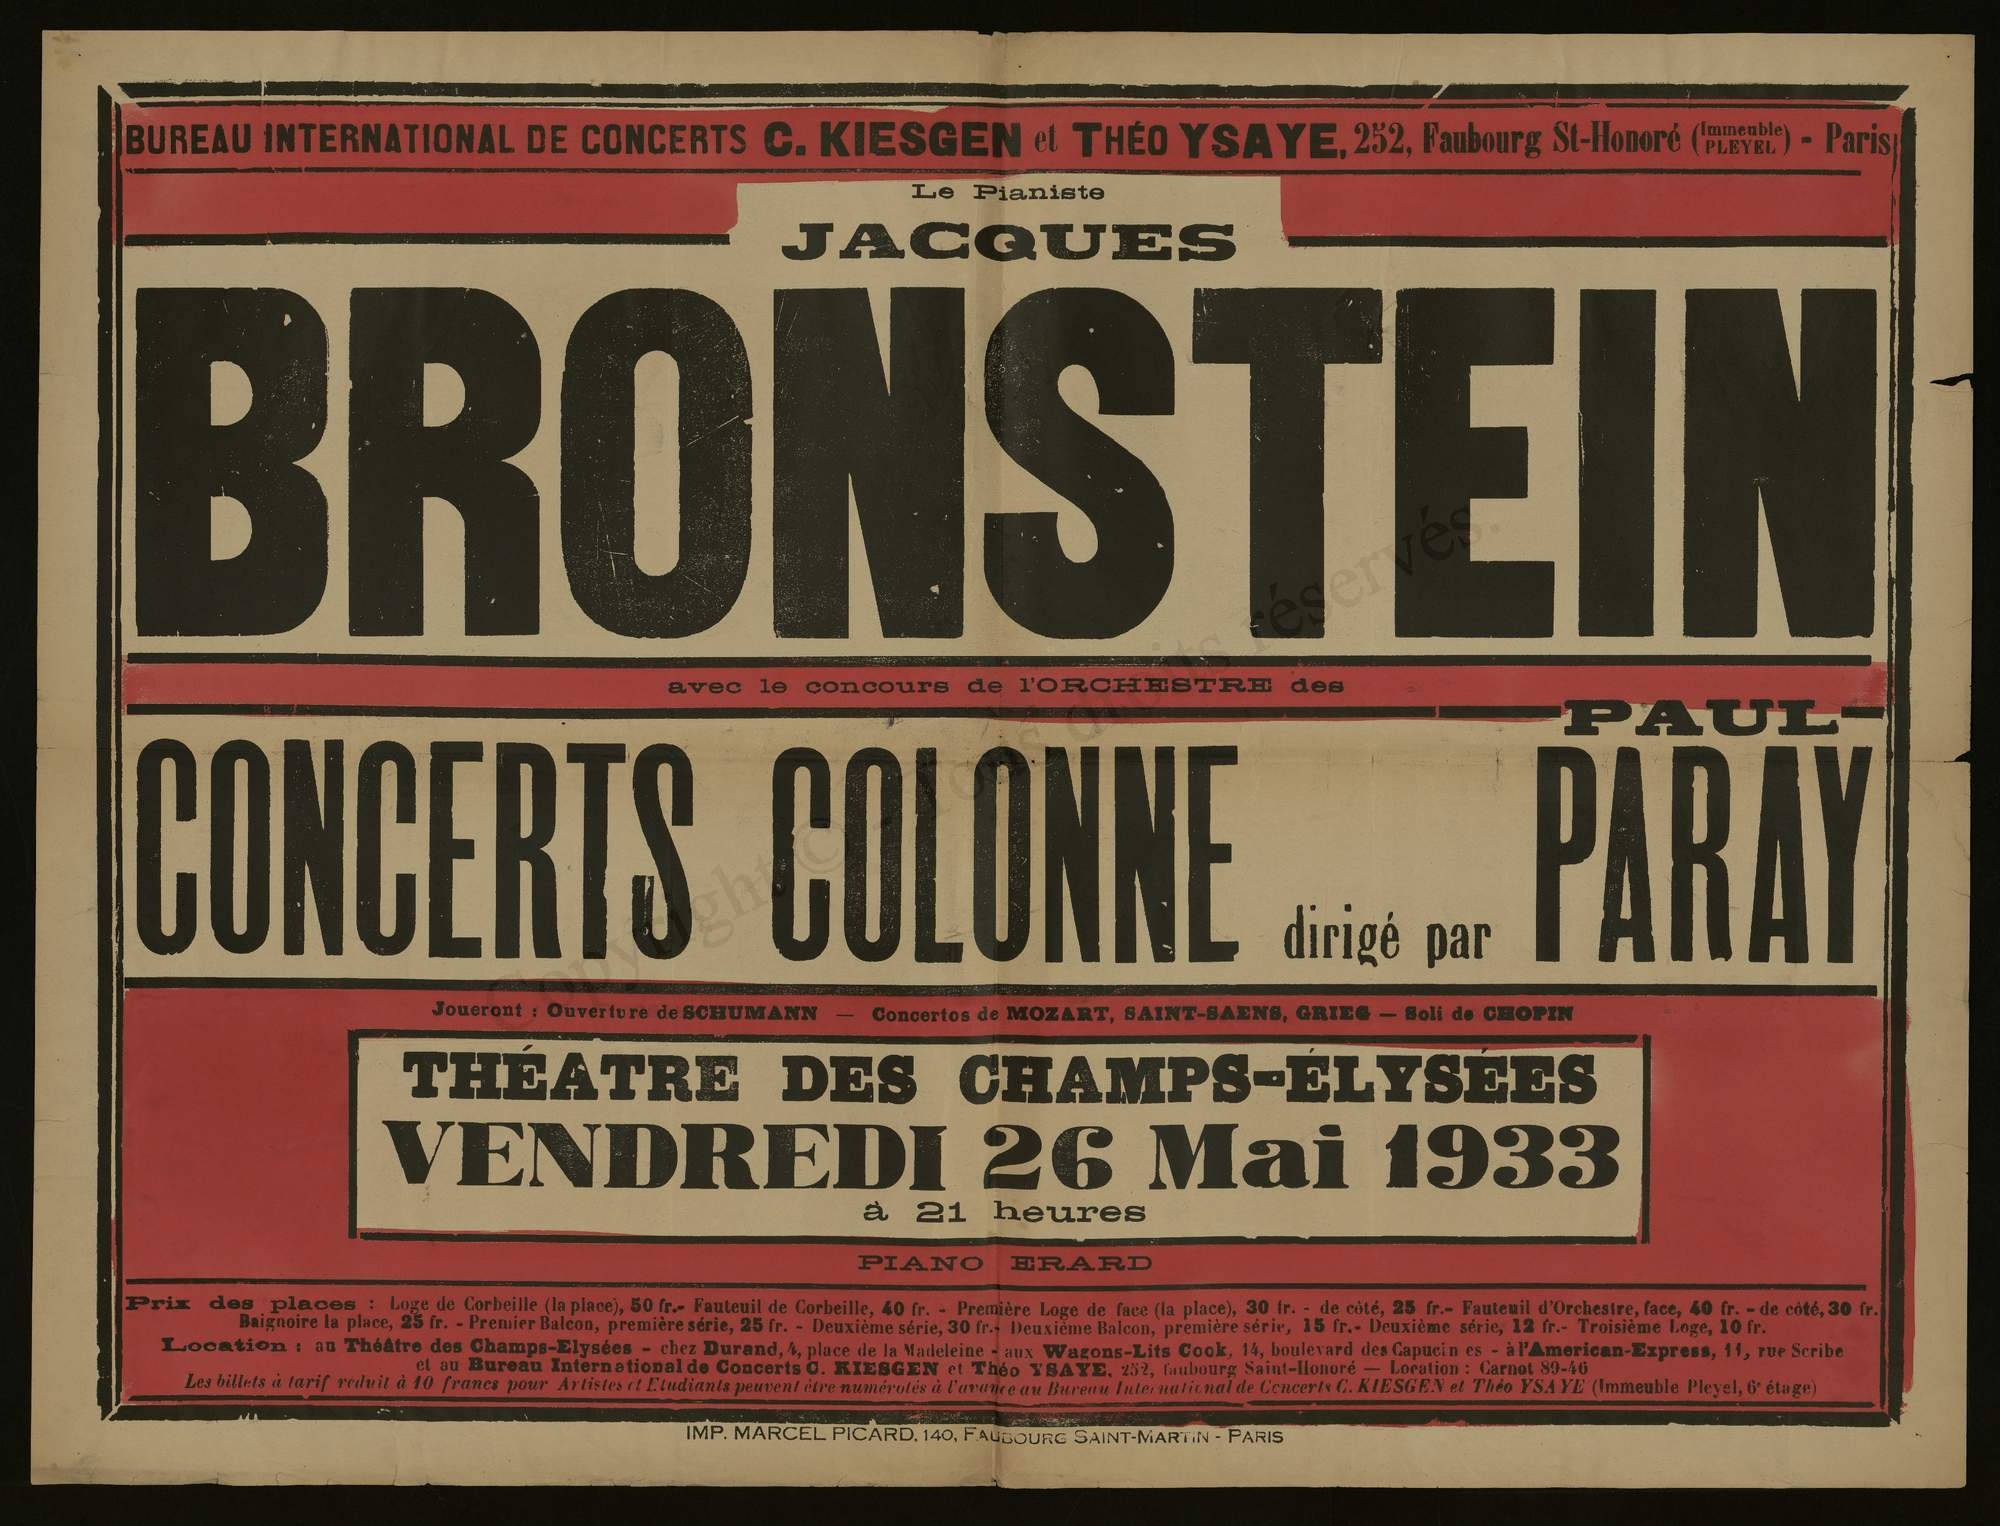 BUREAU INTERNATIONAL DE CONCERTS C. KIESGEN et THÉO YSAYE, 252, Faubourg St-Honoré (Immeuble PLEYEL) - Paris
Le Pianiste
JACQUES
BRONSTEIN
avec le concours de l'ORCHESTRE des
CONCERTS COLONNE dirigé par PAUL PARAY
Joueront : Ouverture de SCHUMANN — Concertos de MOZART, SAINT-SAENS, GRIEG — Soli de CHOPIN
THÉATRE DES CHAMPS-ÉLYSÉES
VENDREDI 26 Mai 1933
à 21 heures
PIANO ERARD
Prix des places : Loge de Corbeille (la place), 50 fr.- Fauteuil de Corbeille, 40 fr. - Première Loge de face (la place), 30 fr. - de côté, 25 fr.- Fauteuil d'Orchestre, face, 40 fr. - de côté, 30 fr.
Baignoire la place, 25 fr. - Premier Balcon, première série, 25 fr. - Deuxième série, 30 fr.- Deuxième Balcon, première série, 15 fr.- Deuxième série, 12 fr.- Troisième Loge, 10 fr.
Location : au Théâtre des Champs-Elysées - chez Durand, 4, place de la Madeleine - aux Wagons-Lits Cook, 14, boulevard des Capucines - à l'American-Express, 11, rue Scribe
et au Bureau International de Concerts C. KIESGEN et Théo YSAYE, 252, faubourg Saint-Honoré — Location : Carnot 89-46
Les billets à tarif réduit à 10 francs pour Artistes et Etudiants peuvent être numérotés à l'avance au Bureau International de Concerts C. KIESGEN et Théo YSAYE (Immeuble Pleyel, 6e étage)
IMP. MARCEL PICARD, 140, FAUBOURG SAINT-MARTIN - PARIS
Copyright © - Tous droits réservés.